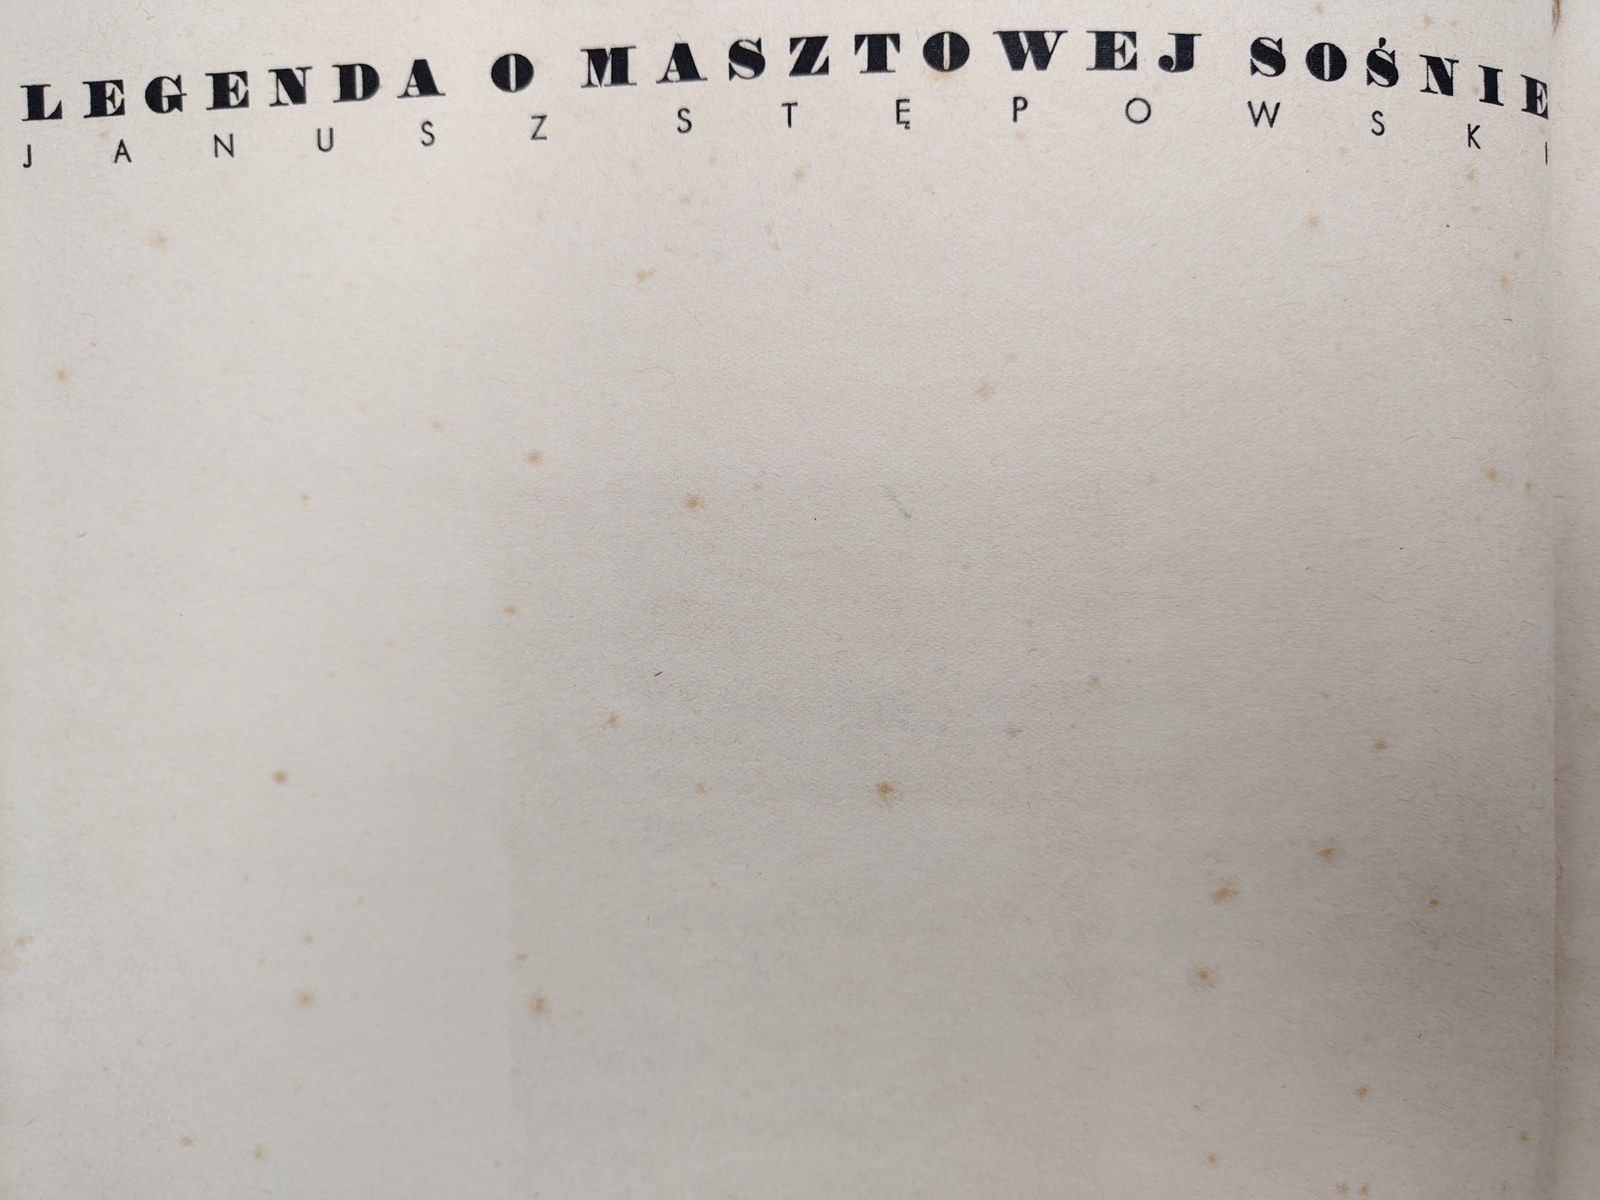 LEGENDA O MASZTOWEJ SOŚNIE
JANUSZ STĘPOWSKI